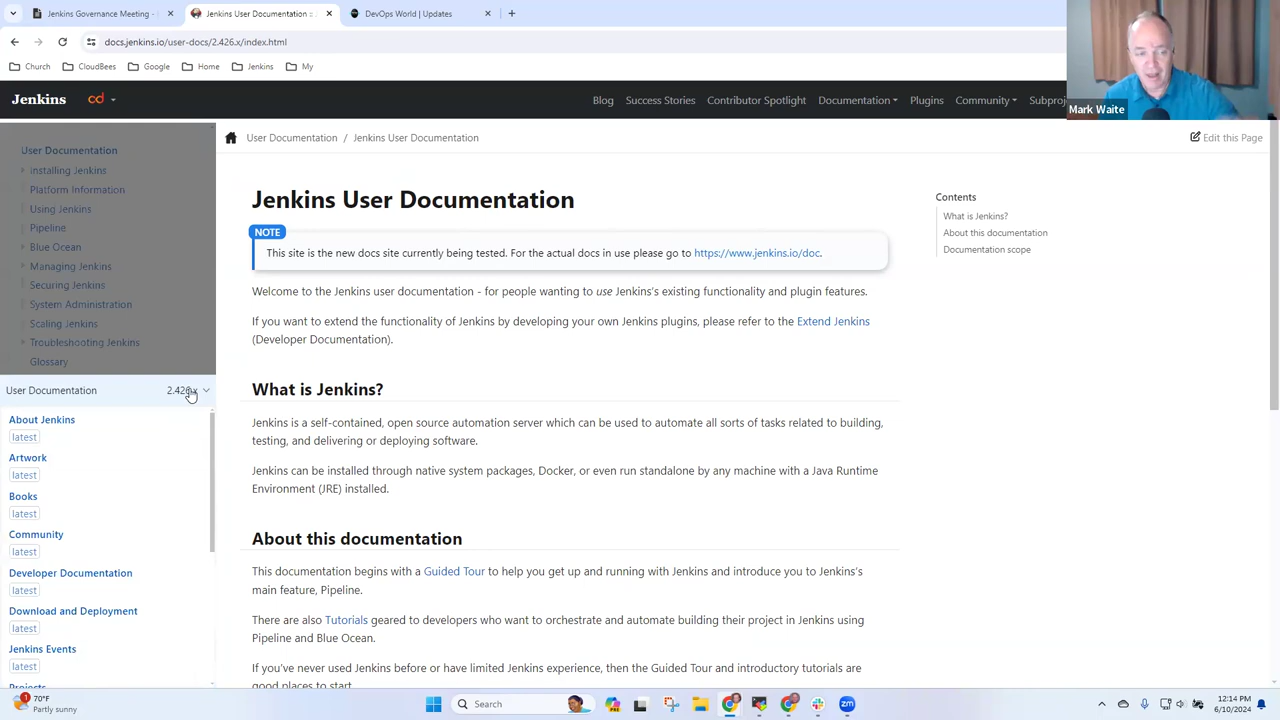 Jenkins Governance Meeting -
Jenkins User Documentation ::
DevOps World | Updates
docs.jenkins.io/user-docs/2.426.x/index.html
Church
CloudBees
Google
Home
Jenkins
My
Jenkins
cd
Blog
Success Stories
Contributor Spotlight
Documentation
Plugins
Community
Subproj
Mark Waite
User Documentation / Jenkins User Documentation
Edit this Page
User Documentation
Installing Jenkins
Platform Information
Using Jenkins
Pipeline
Blue Ocean
Managing Jenkins
Securing Jenkins
System Administration
Scaling Jenkins
Troubleshooting Jenkins
Glossary
User Documentation 2.426.x
About Jenkins
latest
Artwork
latest
Books
latest
Community
latest
Developer Documentation
latest
Download and Deployment
latest
Jenkins Events
latest
Projects
Jenkins User Documentation
NOTE
This site is the new docs site currently being tested. For the actual docs in use please go to https://www.jenkins.io/doc.
Welcome to the Jenkins user documentation - for people wanting to use Jenkins's existing functionality and plugin features.
If you want to extend the functionality of Jenkins by developing your own Jenkins plugins, please refer to the Extend Jenkins
(Developer Documentation).
What is Jenkins?
Jenkins is a self-contained, open source automation server which can be used to automate all sorts of tasks related to building,
testing, and delivering or deploying software.
Jenkins can be installed through native system packages, Docker, or even run standalone by any machine with a Java Runtime
Environment (JRE) installed.
About this documentation
This documentation begins with a Guided Tour to help you get up and running with Jenkins and introduce you to Jenkins's
main feature, Pipeline.
There are also Tutorials geared to developers who want to orchestrate and automate building their project in Jenkins using
Pipeline and Blue Ocean.
If you've never used Jenkins before or have limited Jenkins experience, then the Guided Tour and introductory tutorials are
good places to start.
Contents
What is Jenkins?
About this documentation
Documentation scope
1
70°F
Partly sunny
Search
zm
12:14 PM
6/10/2024